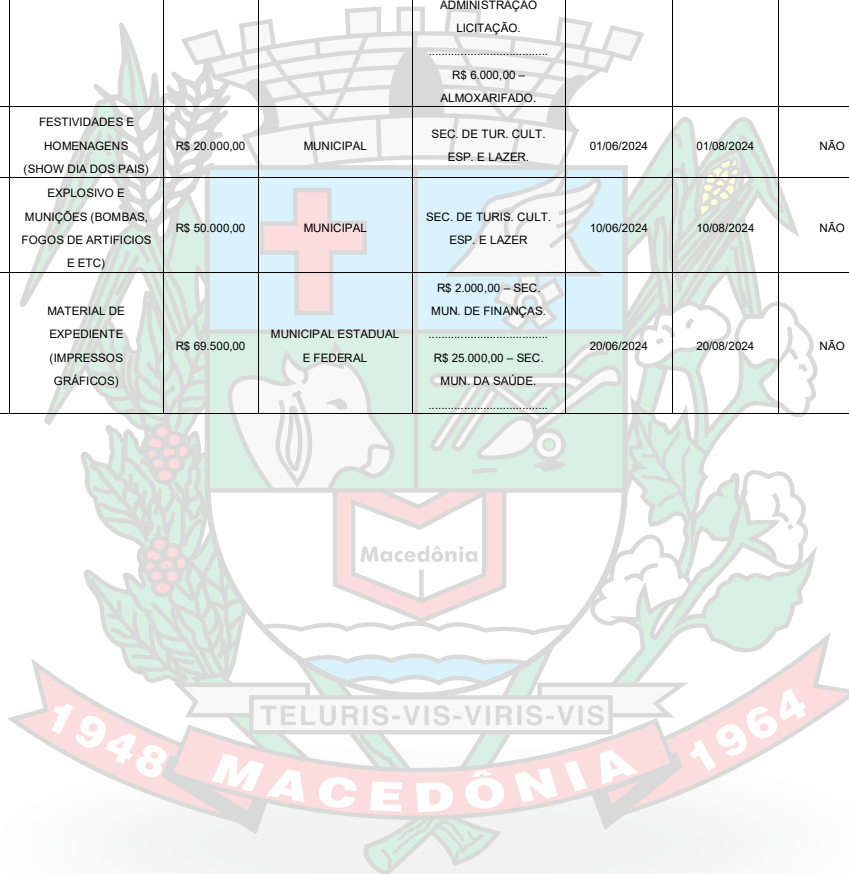 ADMINISTRAÇÃO
LICITAÇÃO.
.....................................
R$ 6.000,00 –
ALMOXARIFADO.
FESTIVIDADES E
HOMENAGENS
(SHOW DIA DOS PAIS)
R$ 20.000,00
MUNICIPAL
SEC. DE TUR. CULT.
ESP. E LAZER.
01/06/2024
01/08/2024
NÃO
EXPLOSIVO E
MUNIÇÕES (BOMBAS,
FOGOS DE ARTIFICIOS
E ETC)
R$ 50.000,00
MUNICIPAL
SEC. DE TURIS. CULT.
ESP. E LAZER
10/06/2024
10/08/2024
NÃO
MATERIAL DE
EXPEDIENTE
(IMPRESSOS
GRÁFICOS)
R$ 69.500,00
MUNICIPAL ESTADUAL
E FEDERAL
R$ 2.000,00 – SEC.
MUN. DE FINANÇAS.
.....................................
R$ 25.000,00 – SEC.
MUN. DA SAÚDE.
.....................................
20/06/2024
20/08/2024
NÃO
Macedônia
TELURIS-VIS-VIRIS-VIS
1948 MACEDÔNIA 1964